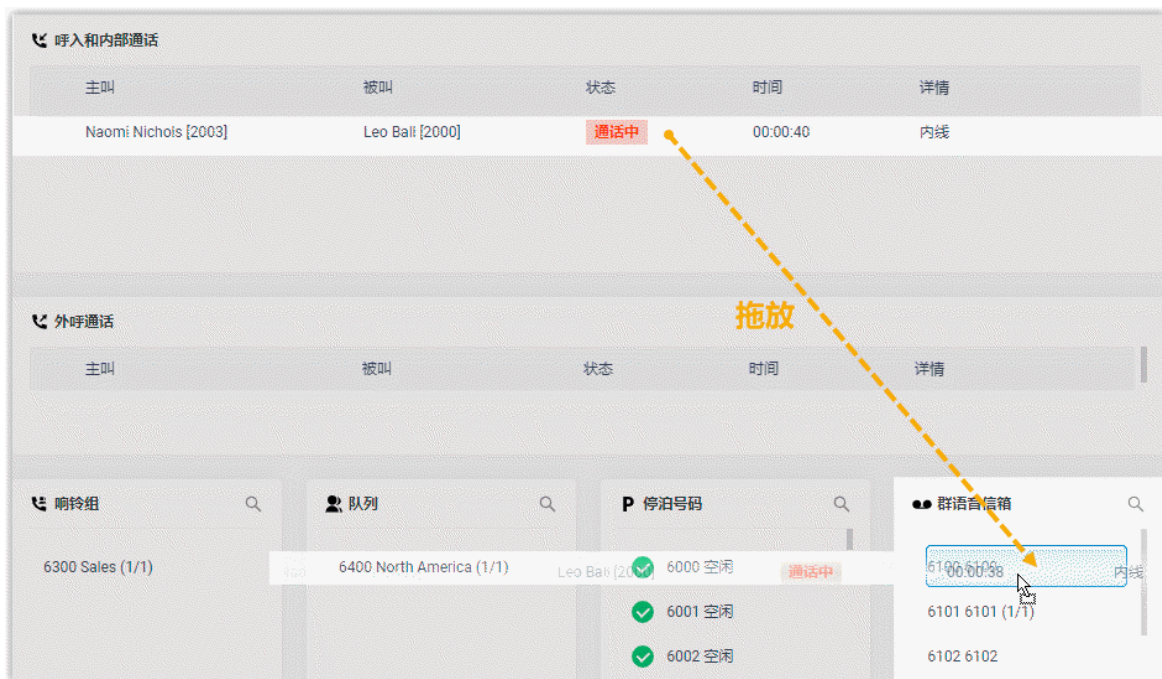 呼入和内部通话
主叫 被叫 状态 时间 详情
Naomi Nichols [2003] Leo Ball [2000] 通话中 00:00:40 内线
拖放
外呼通话
主叫 被叫 状态 时间 详情
响铃组 队列 P 停泊号码 群语音信箱
6300 Sales (1/1) 6400 North America (1/1) 6000 空闲 6100 6100
Leo Ball [2000] 通话中 00:00:38 内线
6001 空闲 6101 6101 (1/1)
6002 空闲 6102 6102